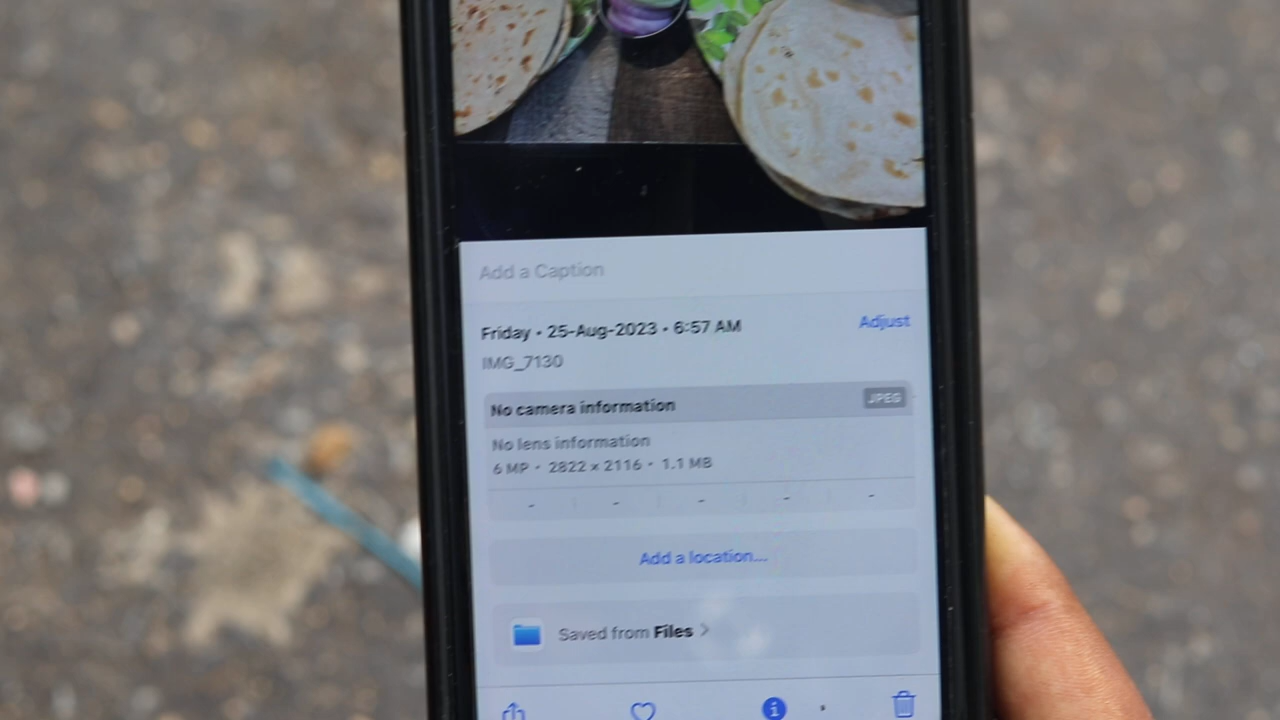 Add a Caption
Friday • 25-Aug-2023 • 6:57 AM
Adjust
IMG_7130
No camera information
JPEG
No lens information
6 MP • 2822 × 2116 • 1.1 MB
- - - - -
Add a location...
Saved from Files >